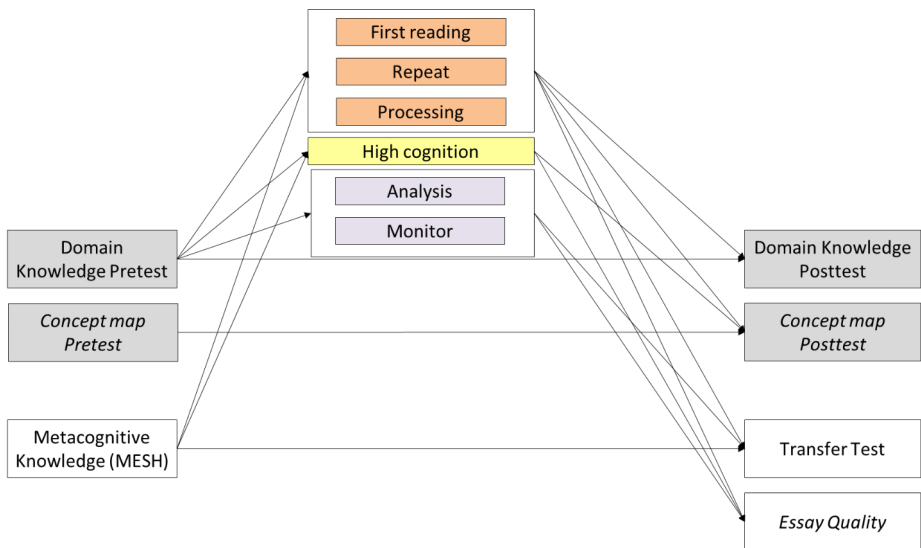 First reading
Repeat
Processing
High cognition
Analysis
Monitor
Domain
Knowledge Pretest
Concept map
Pretest
Metacognitive
Knowledge (MESH)
Domain Knowledge
Posttest
Concept map
Posttest
Transfer Test
Essay Quality